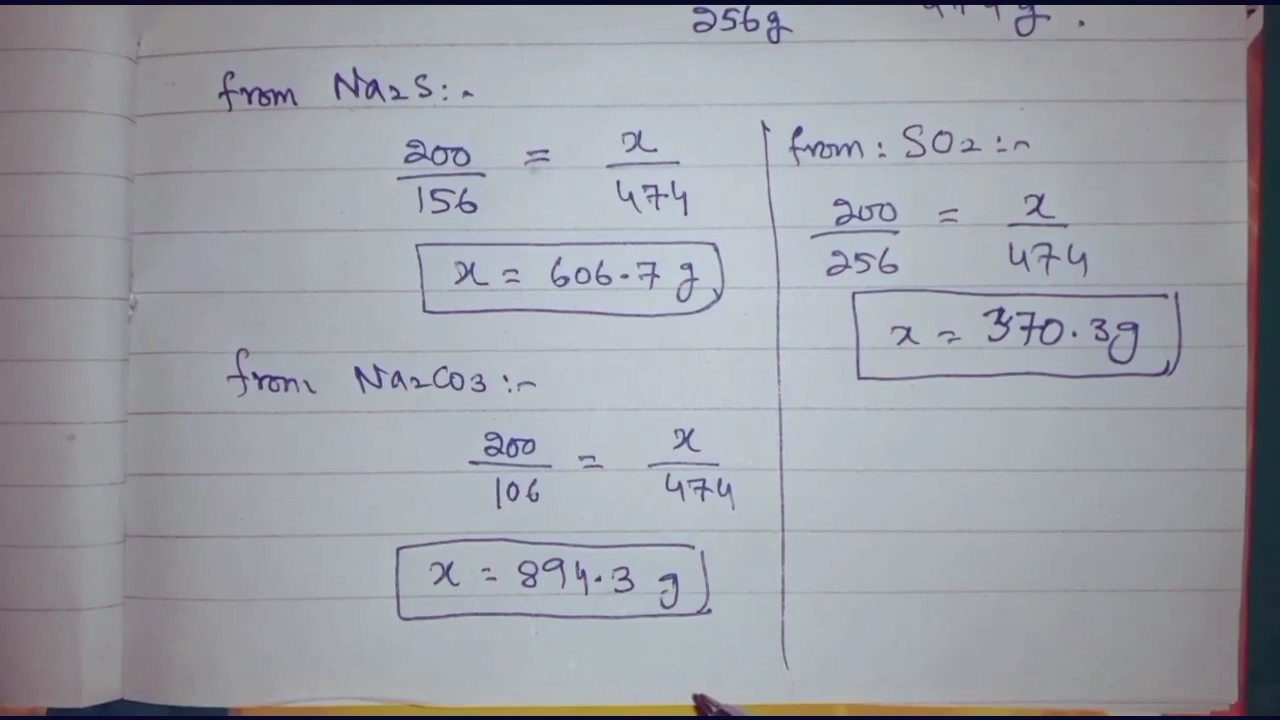 256g 474g.
from Na2S:-
200/156 = x/474
x = 606.7 g
from Na2CO3:-
200/106 = x/474
x = 894.3 g
from: SO2:-
200/256 = x/474
x = 370.3g